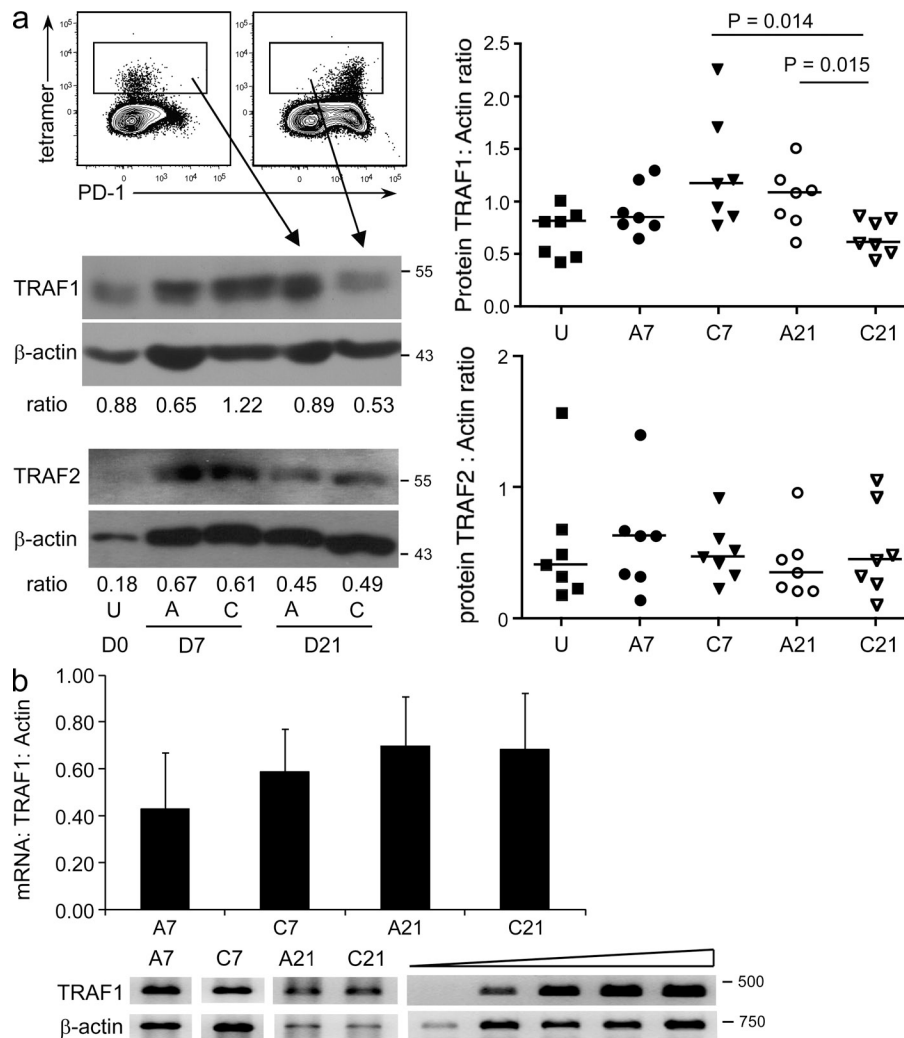 a
tetramer
10⁵
10⁴
10³
0
0 10³ 10⁴ 10⁵
0 10³ 10⁴ 10⁵
PD-1
TRAF1
55
β-actin
43
ratio 0.88 0.65 1.22 0.89 0.53
TRAF2
55
β-actin
43
ratio 0.18 0.67 0.61 0.45 0.49
U A C A C
D0 D7 D21
P = 0.014
P = 0.015
Protein TRAF1: Actin ratio
2.5
2.0
1.5
1.0
0.5
0.0
U A7 C7 A21 C21
protein TRAF2 : Actin ratio
2
1
0
U A7 C7 A21 C21
b
mRNA: TRAF1: Actin
1.00
0.80
0.60
0.40
0.20
0.00
A7 C7 A21 C21
A7 C7 A21 C21
TRAF1
500
β-actin
750